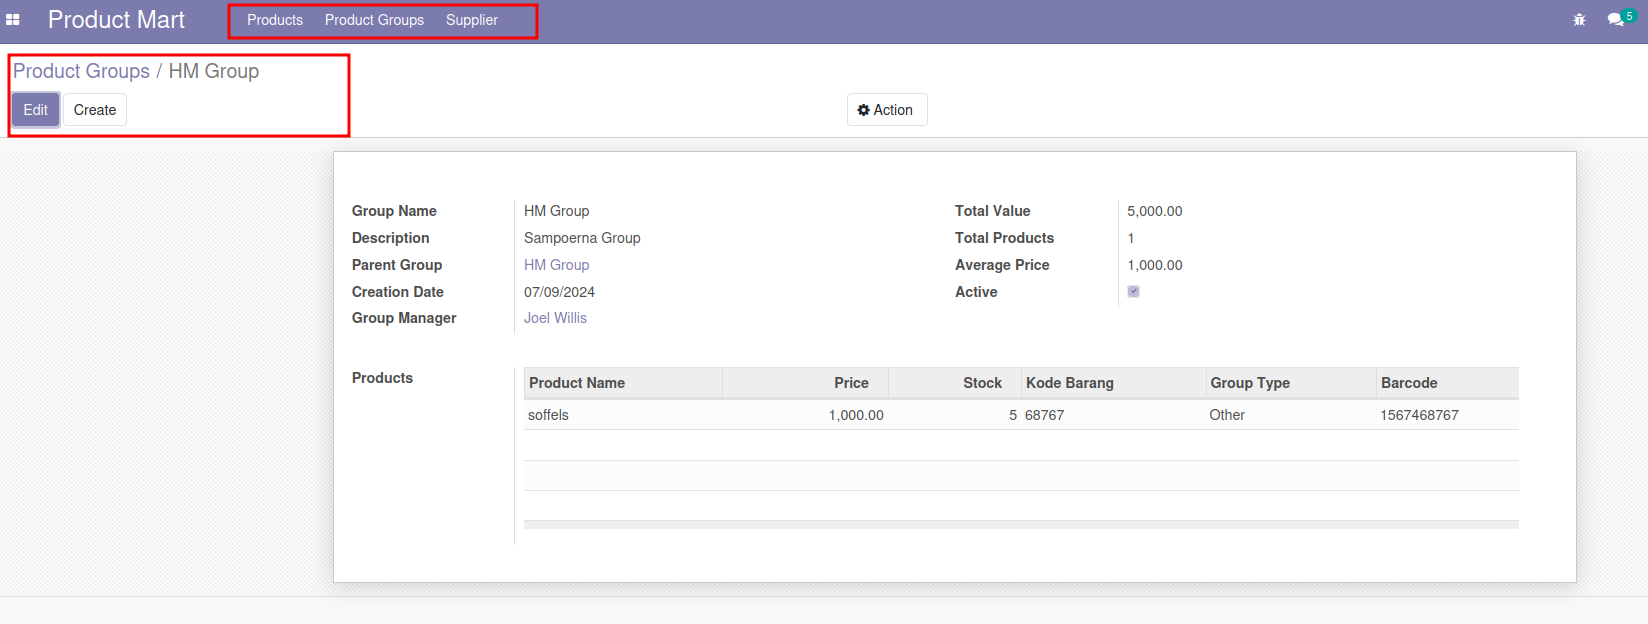 Product Mart Products Product Groups Supplier 5
Product Groups / HM Group
Edit Create Action
Group Name HM Group Total Value 5,000.00
Description Sampoerna Group Total Products 1
Parent Group HM Group Average Price 1,000.00
Creation Date 07/09/2024 Active
Group Manager Joel Willis
Products Product Name Price Stock Kode Barang Group Type Barcode
soffels 1,000.00 5 68767 Other 1567468767